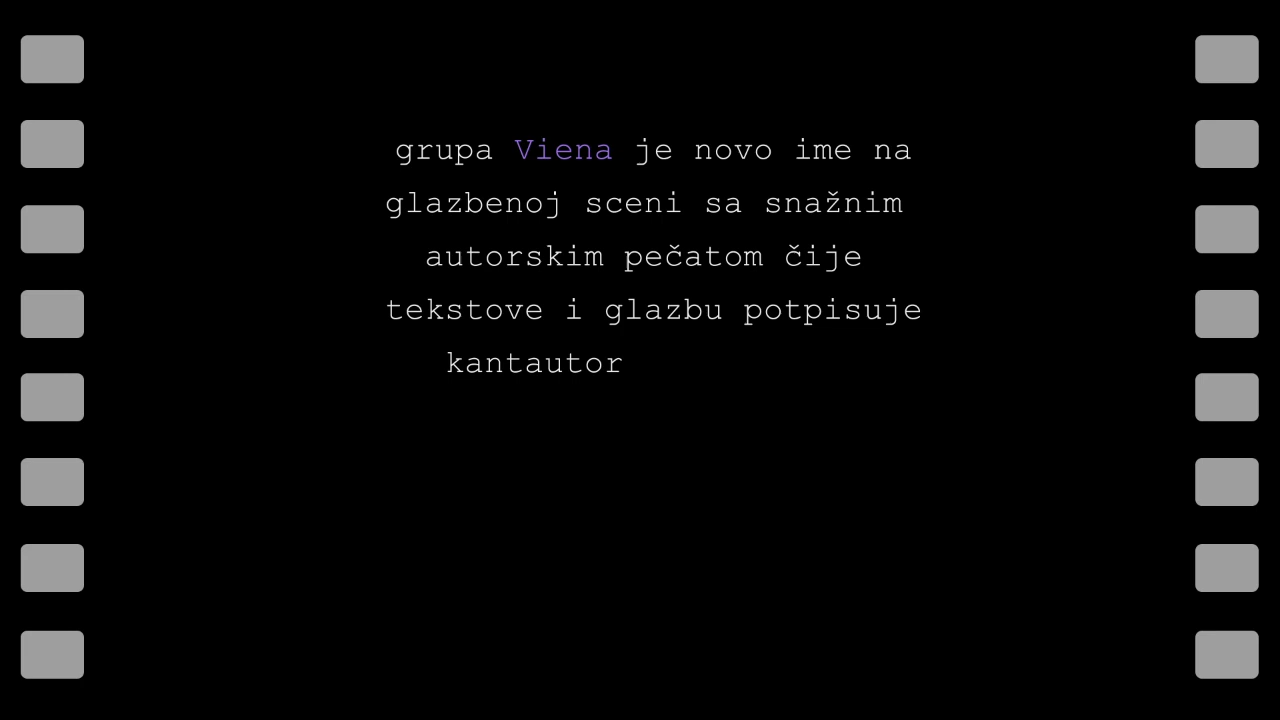 grupa Viena je novo ime na
glazbenoj sceni sa snažnim
autorskim pečatom čije
tekstove i glazbu potpisuje
kantautor